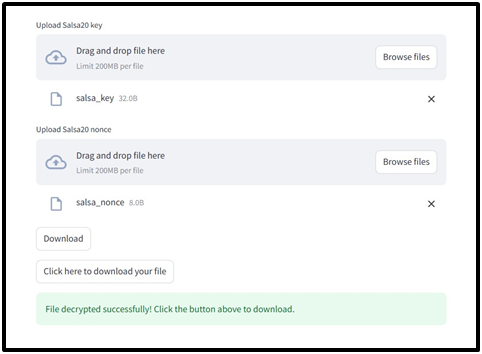 Upload Salsa20 key
Drag and drop file here
Limit 200MB per file
Browse files
salsa_key 32.0B
Upload Salsa20 nonce
Drag and drop file here
Limit 200MB per file
Browse files
salsa_nonce 8.0B
Download
Click here to download your file
File decrypted successfully! Click the button above to download.